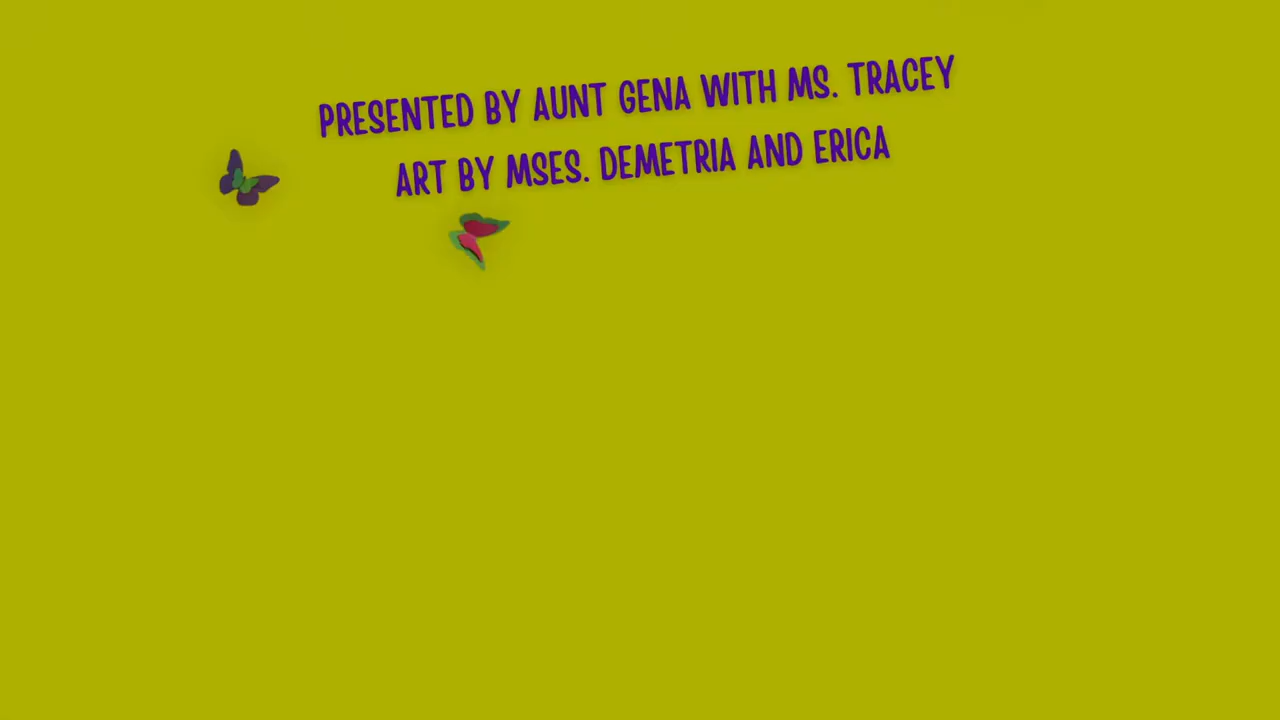 PRESENTED BY AUNT GENA WITH MS. TRACEY
ART BY MSES. DEMETRIA AND ERICA